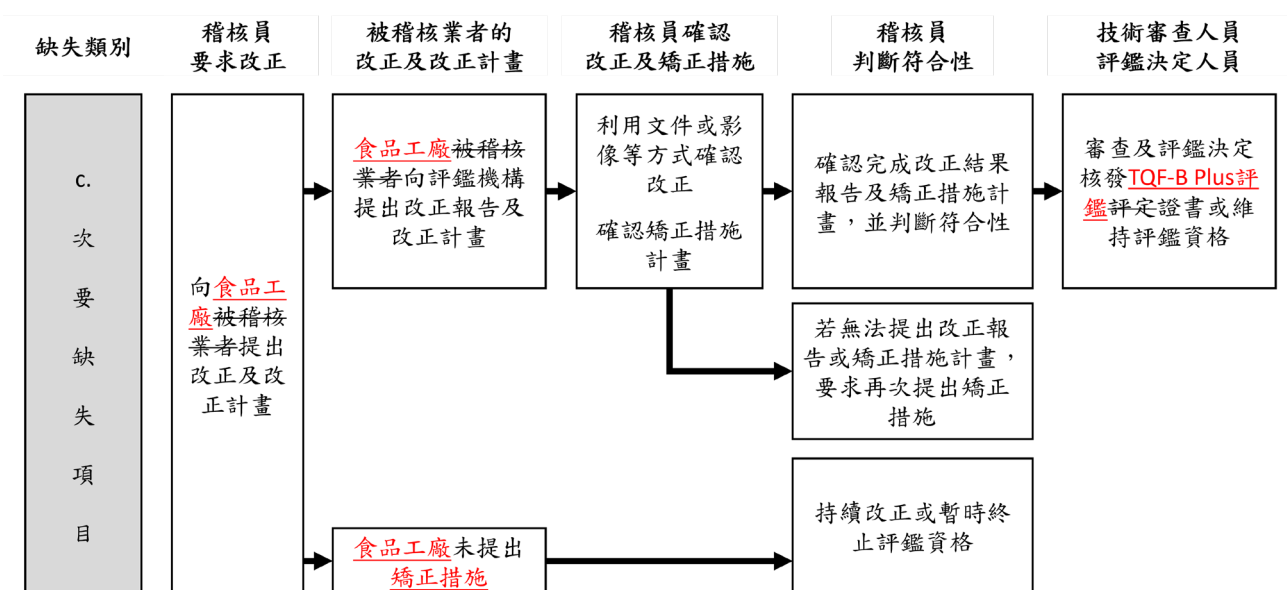 缺失類別
稽核員
要求改正
被稽核業者的
改正及改正計畫
稽核員確認
改正及矯正措施
稽核員
判斷符合性
技術審查人員
評鑑決定人員
c.
次
要
缺
失
項
目
向食品工
廠被稽核
業者提出
改正及改
正計畫
食品工廠被稽核
業者向評鑑機構
提出改正報告及
改正計畫
利用文件或影
像等方式確認
改正
確認矯正措施
計畫
確認完成改正結果
報告及矯正措施計
畫，並判斷符合性
審查及評鑑決定
核發TQF-B Plus評
鑑評定證書或維
持評鑑資格
若無法提出改正報
告或矯正措施計畫，
要求再次提出矯正
措施
食品工廠未提出
矯正措施
持續改正或暫時終
止評鑑資格